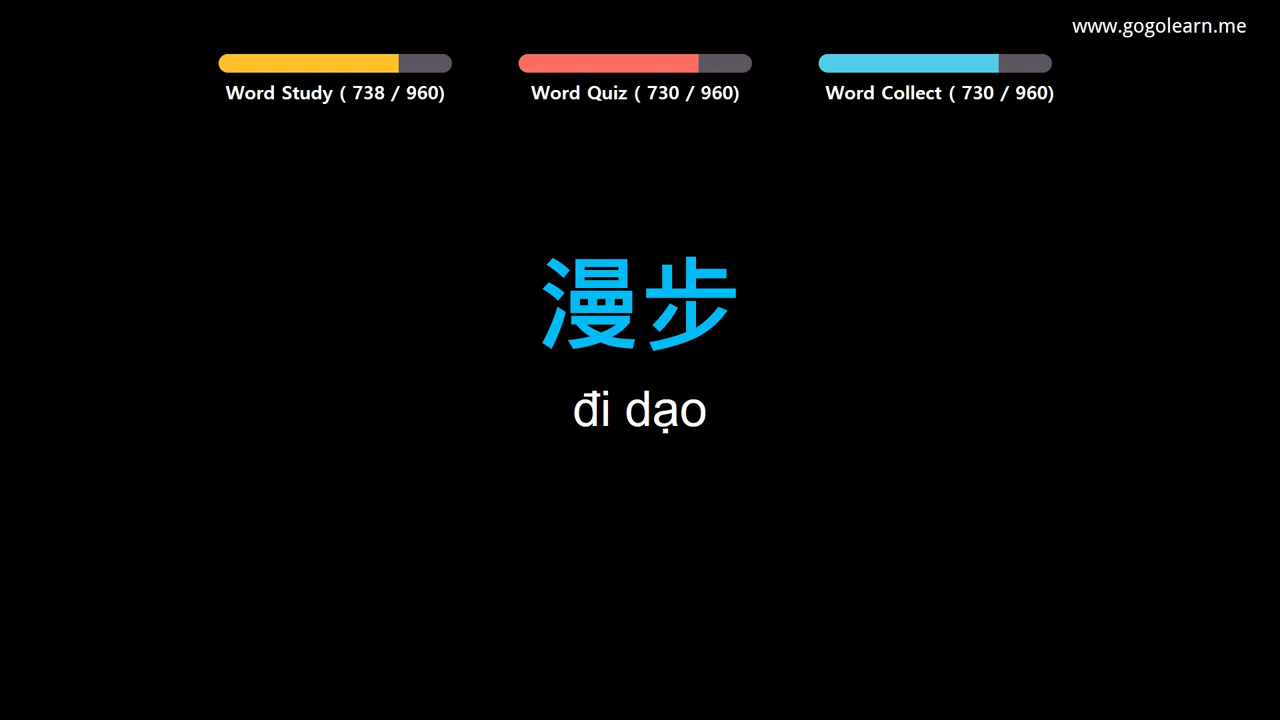 www.gogolearn.me
Word Study ( 738 / 960)
Word Quiz ( 730 / 960)
Word Collect ( 730 / 960)
漫步
đi dạo